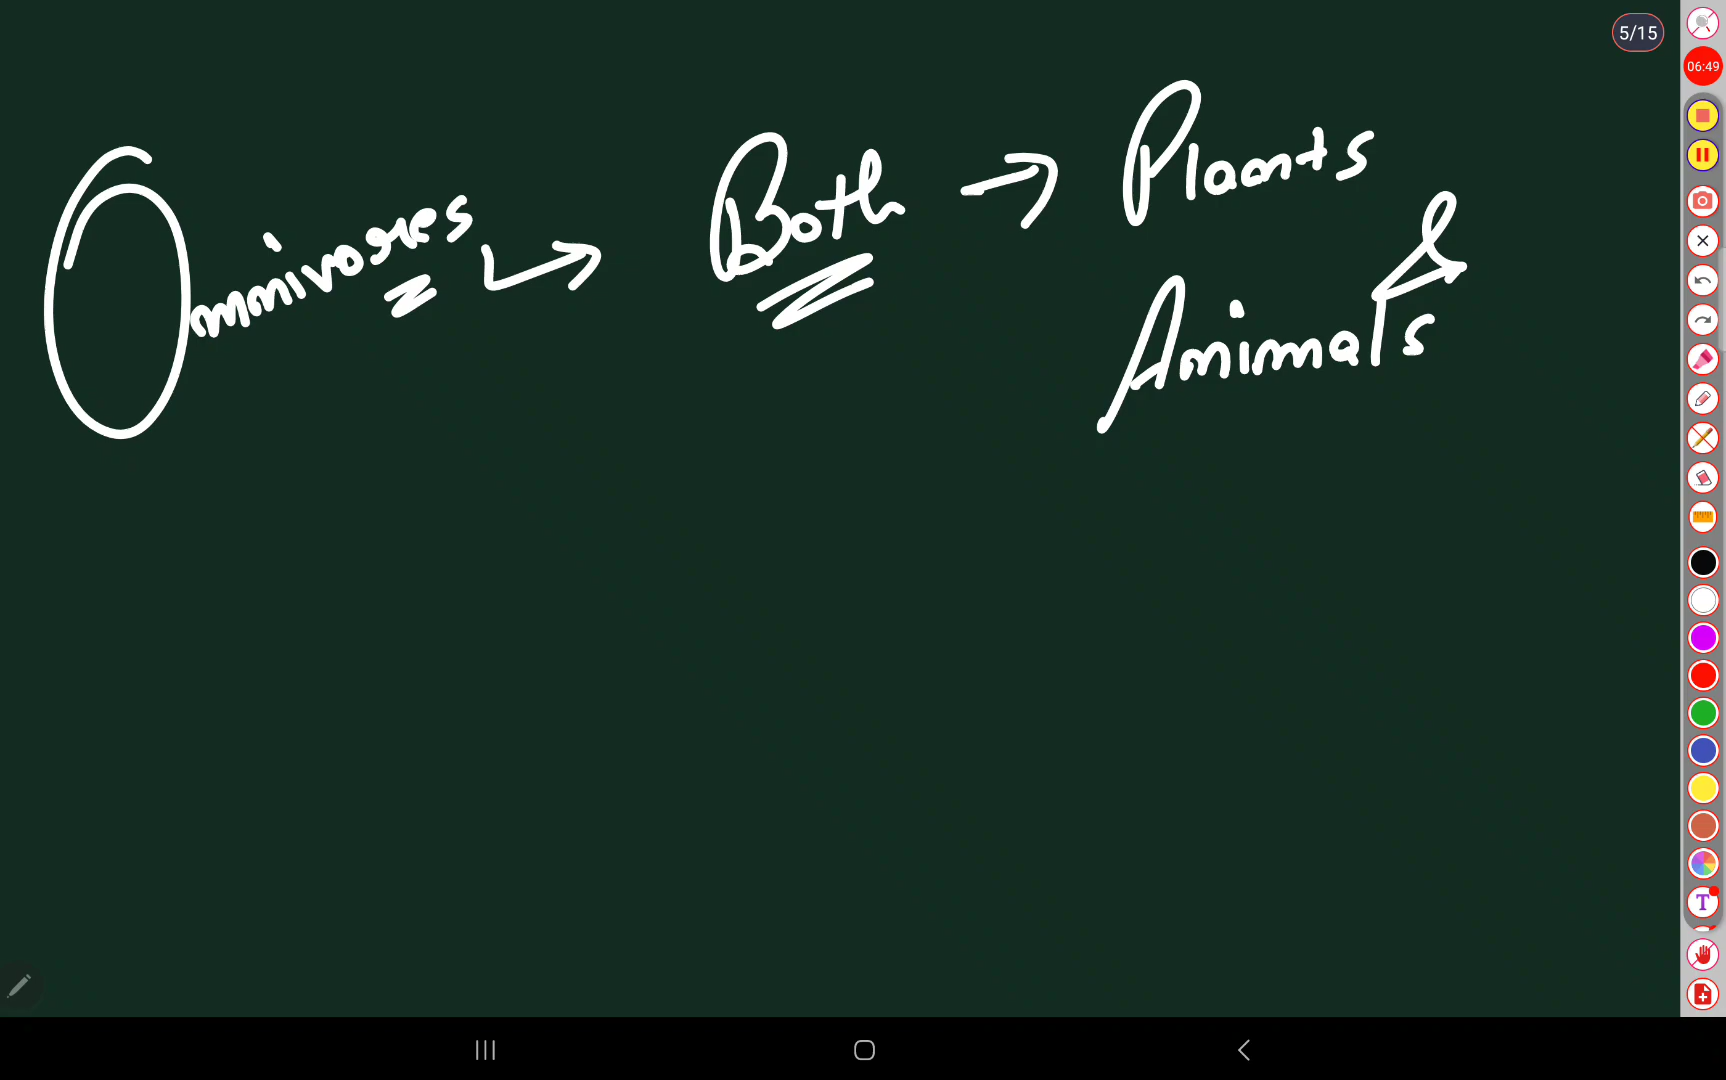 5/15
06:49
Omnivores ↳ Both → Plants &
Animals
T